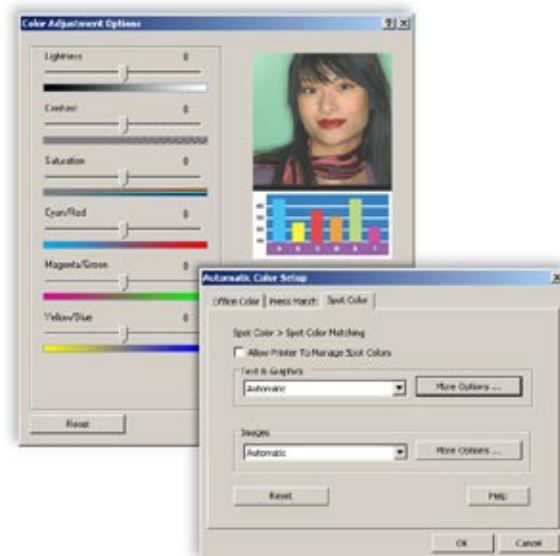 Color Adjustment Options
Lightness 0
Contrast 0
Saturation 0
Cyan/Red 0
Magenta/Green 0
Yellow/Blue 0
Reset
Automatic Color Setup
Office Color Press Match Spot Color
Spot Color > Spot Color Matching
Allow Printer To Manage Spot Colors
Text & Graphics
Automatic More Options ...
Images
Automatic More Options ...
Reset Help
OK Cancel